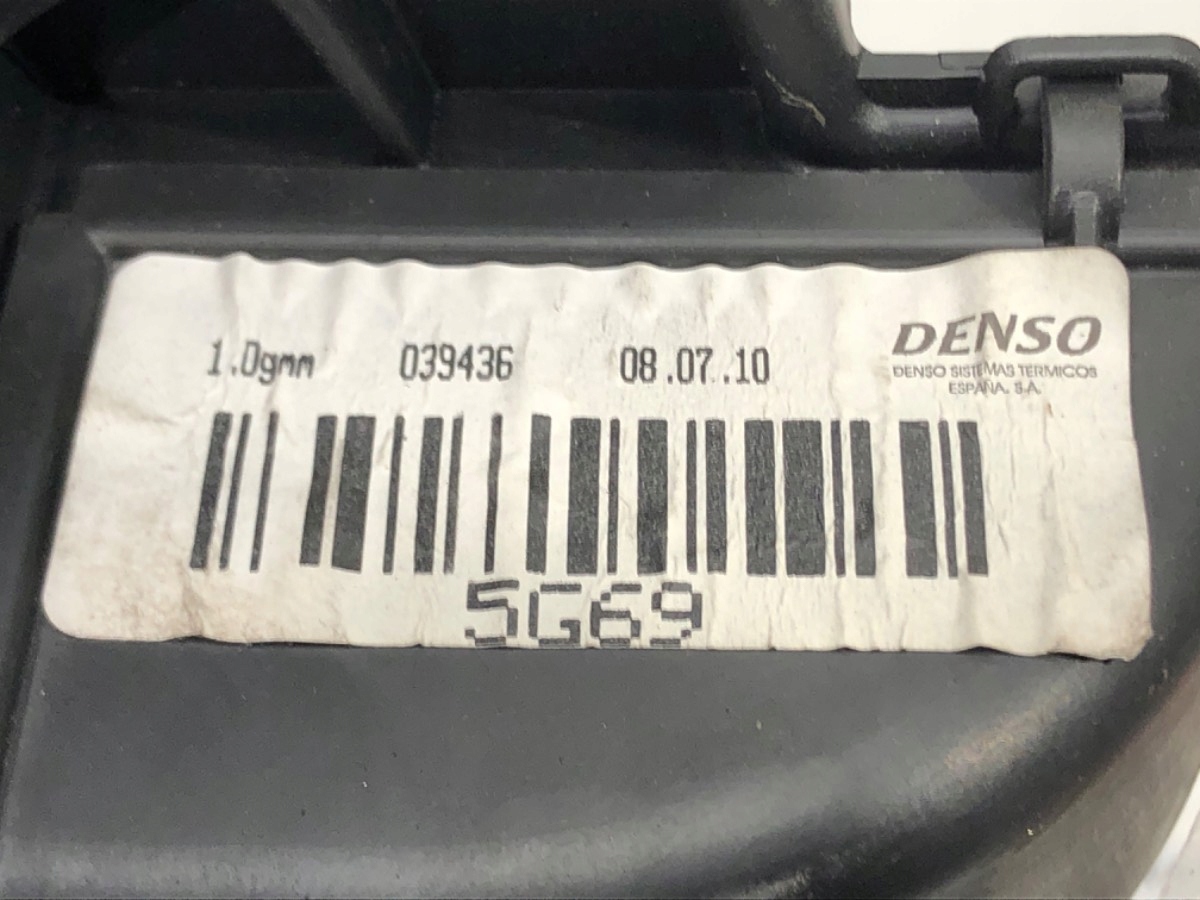 1.0gmm 039436 08.07.10
DENSO
DENSO SISTEMAS TERMICOS
ESPAÑA. S.A.
5G69